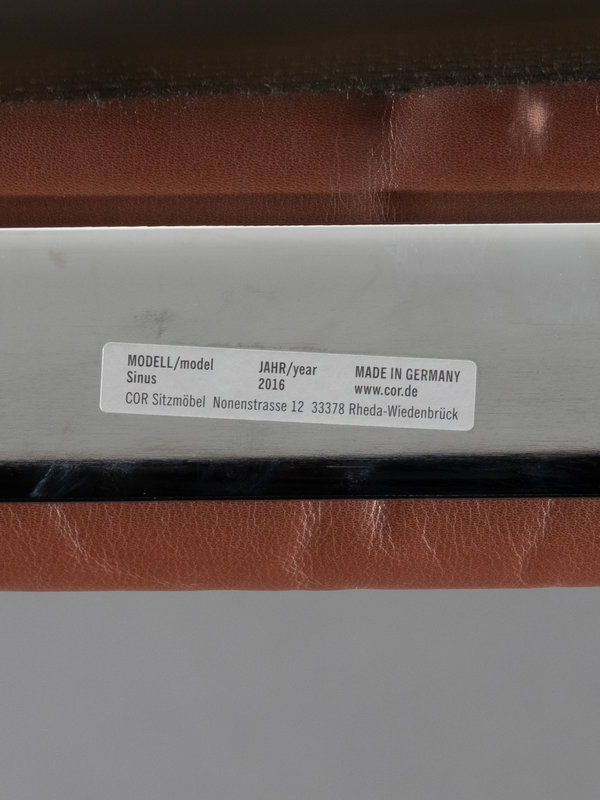 MODELL/model JAHR/year MADE IN GERMANY
Sinus 2016 www.cor.de
COR Sitzmöbel Nonenstrasse 12 33378 Rheda-Wiedenbrück